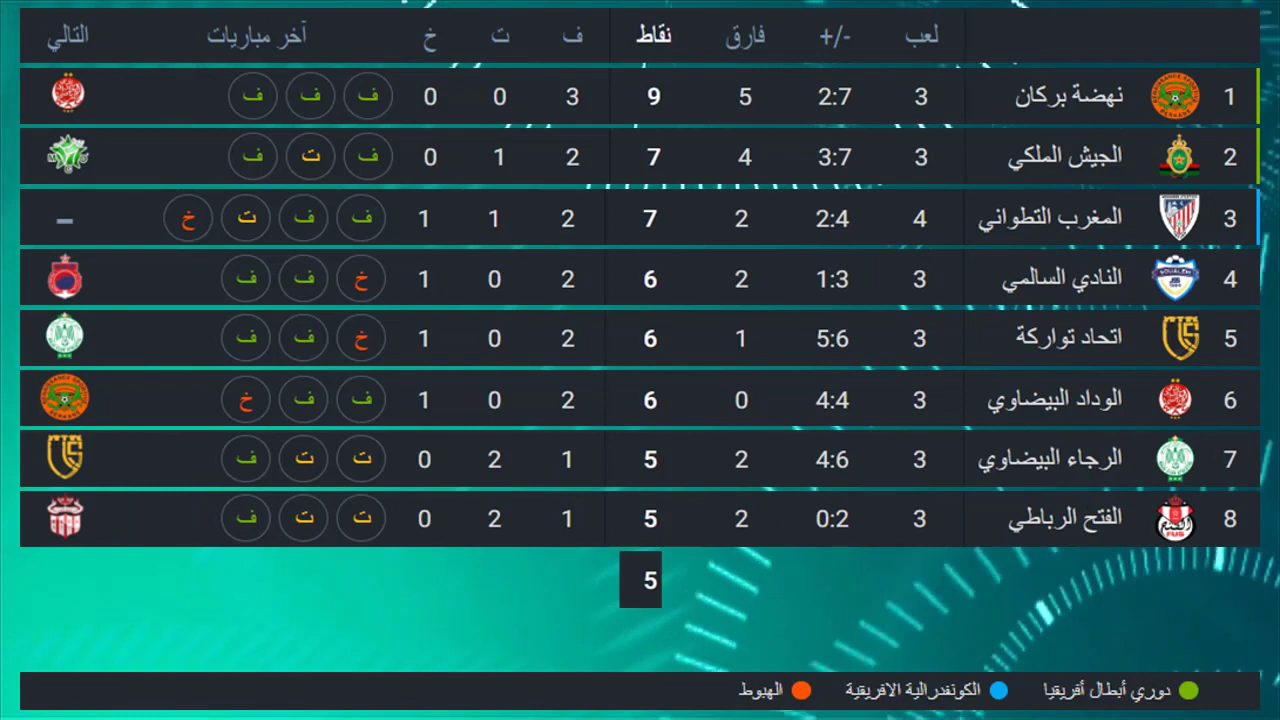 لعب +/- فارق نقاط ف ت خ آخر مباريات التالي
1 نهضة بركان 3 2:7 5 9 3 0 0 ف ف ف
2 الجيش الملكي 3 3:7 4 7 2 1 0 ف ت ف
3 المغرب التطواني 4 2:4 2 7 2 1 1 ف ف ت خ –
4 النادي السالمي 3 1:3 2 6 2 0 1 خ ف ف
5 اتحاد تواركة 3 5:6 1 6 2 0 1 خ ف ف
6 الوداد البيضاوي 3 4:4 0 6 2 0 1 ف ف خ
7 الرجاء البيضاوي 3 4:6 2 5 1 2 0 ت ت ف
8 الفتح الرباطي 3 0:2 2 5 1 2 0 ت ت ف
5
دوري أبطال أفريقيا الكونفدرالية الافريقية الهبوط